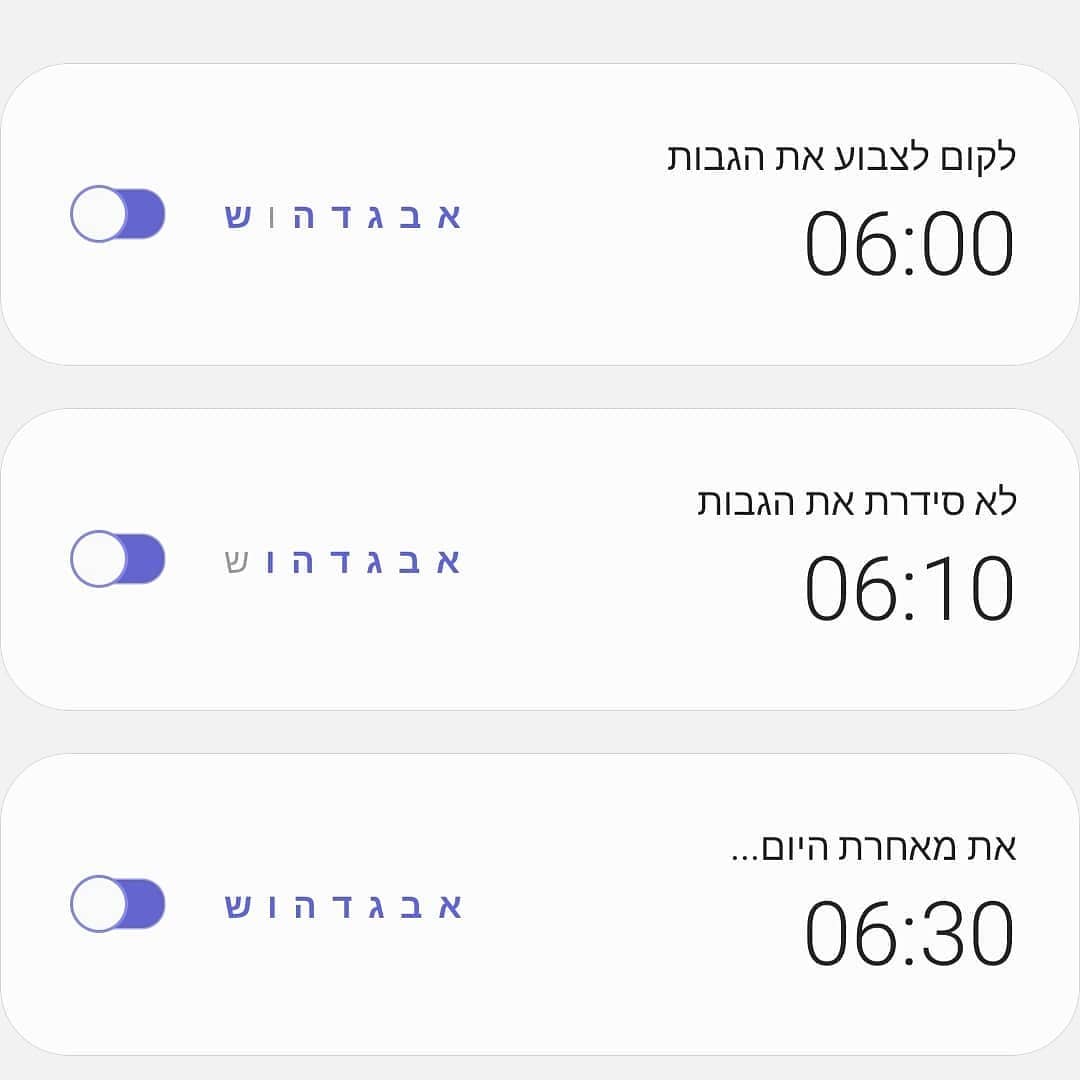 לקום לצבוע את הגבות
06:00
א ב ג ד ה ו ש
לא סידרת את הגבות
06:10
א ב ג ד ה ו ש
את מאחרת היום...
06:30
א ב ג ד ה ו ש